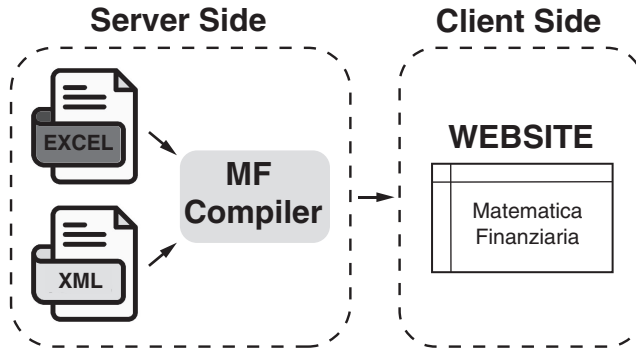 Server Side
EXCEL
XML
MF
Compiler
Client Side
WEBSITE
Matematica
Finanziaria